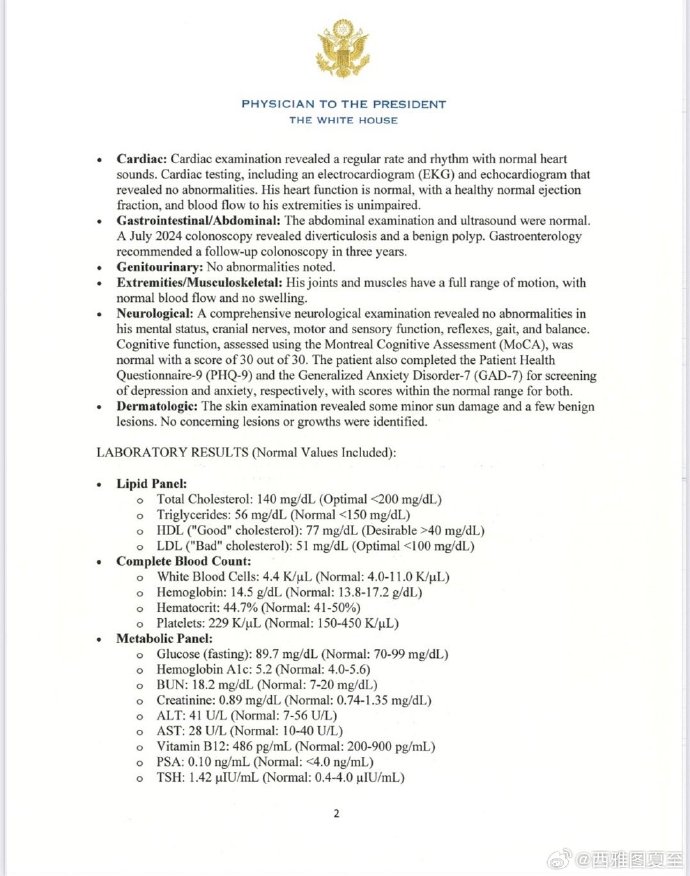 PHYSICIAN TO THE PRESIDENT
THE WHITE HOUSE
• Cardiac: Cardiac examination revealed a regular rate and rhythm with normal heart
sounds. Cardiac testing, including an electrocardiogram (EKG) and echocardiogram that
revealed no abnormalities. His heart function is normal, with a healthy normal ejection
fraction, and blood flow to his extremities is unimpaired.
• Gastrointestinal/Abdominal: The abdominal examination and ultrasound were normal.
A July 2024 colonoscopy revealed diverticulosis and a benign polyp. Gastroenterology
recommended a follow-up colonoscopy in three years.
• Genitourinary: No abnormalities noted.
• Extremities/Musculoskeletal: His joints and muscles have a full range of motion, with
normal blood flow and no swelling.
• Neurological: A comprehensive neurological examination revealed no abnormalities in
his mental status, cranial nerves, motor and sensory function, reflexes, gait, and balance.
Cognitive function, assessed using the Montreal Cognitive Assessment (MoCA), was
normal with a score of 30 out of 30. The patient also completed the Patient Health
Questionnaire-9 (PHQ-9) and the Generalized Anxiety Disorder-7 (GAD-7) for screening
of depression and anxiety, respectively, with scores within the normal range for both.
• Dermatologic: The skin examination revealed some minor sun damage and a few benign
lesions. No concerning lesions or growths were identified.
LABORATORY RESULTS (Normal Values Included):
• Lipid Panel:
o Total Cholesterol: 140 mg/dL (Optimal <200 mg/dL)
o Triglycerides: 56 mg/dL (Normal <150 mg/dL)
o HDL ("Good" cholesterol): 77 mg/dL (Desirable >40 mg/dL)
o LDL ("Bad" cholesterol): 51 mg/dL (Optimal <100 mg/dL)
• Complete Blood Count:
o White Blood Cells: 4.4 K/µL (Normal: 4.0-11.0 K/µL)
o Hemoglobin: 14.5 g/dL (Normal: 13.8-17.2 g/dL)
o Hematocrit: 44.7% (Normal: 41-50%)
o Platelets: 229 K/µL (Normal: 150-450 K/µL)
• Metabolic Panel:
o Glucose (fasting): 89.7 mg/dL (Normal: 70-99 mg/dL)
o Hemoglobin A1c: 5.2 (Normal: 4.0-5.6)
o BUN: 18.2 mg/dL (Normal: 7-20 mg/dL)
o Creatinine: 0.89 mg/dL (Normal: 0.74-1.35 mg/dL)
o ALT: 41 U/L (Normal: 7-56 U/L)
o AST: 28 U/L (Normal: 10-40 U/L)
o Vitamin B12: 486 pg/mL (Normal: 200-900 pg/mL)
o PSA: 0.10 ng/mL (Normal: <4.0 ng/mL)
o TSH: 1.42 µIU/mL (Normal: 0.4-4.0 µIU/mL)
2
@西雅图夏至